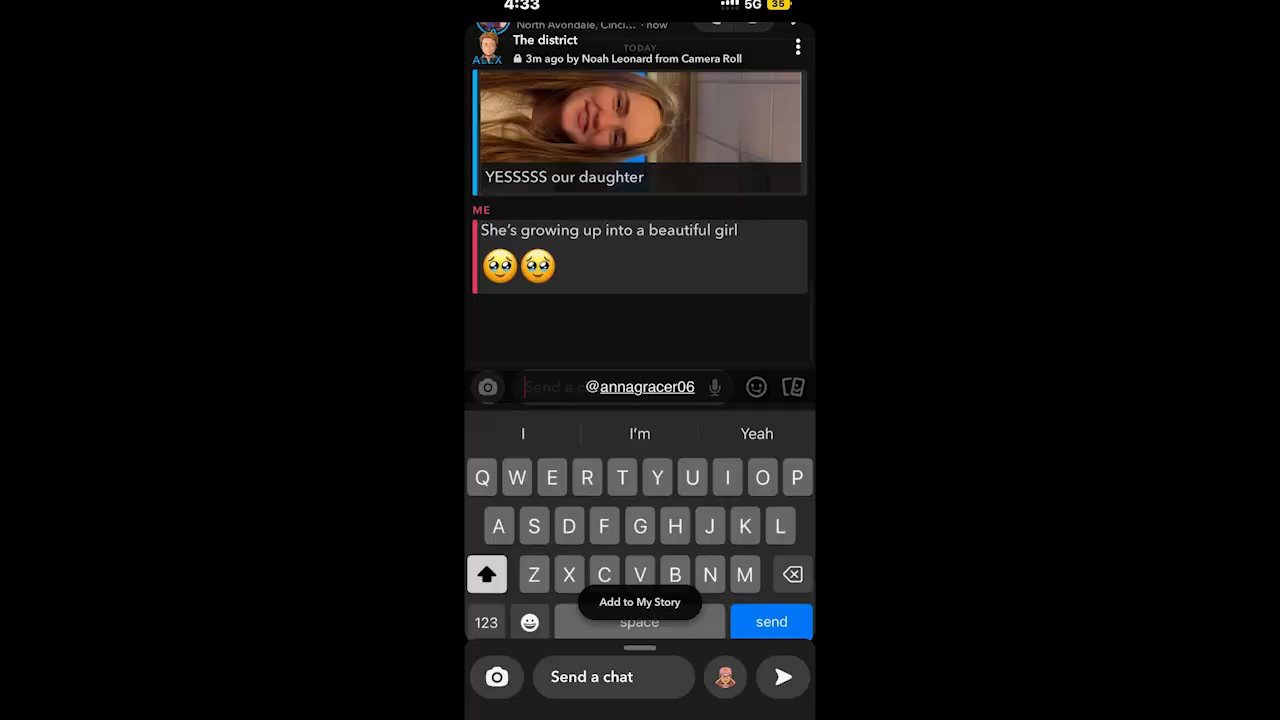 4:33
5G 35
North Avondale, Cinci... · now
The district
TODAY
ALEX
3m ago by Noah Leonard from Camera Roll
YESSSSS our daughter
ME
She's growing up into a beautiful girl
🥹🥹
Send a c @annagracer06
I I'm Yeah
Q W E R T Y U I O P
A S D F G H J K L
Z X C V B N M
Add to My Story
123 space send
Send a chat